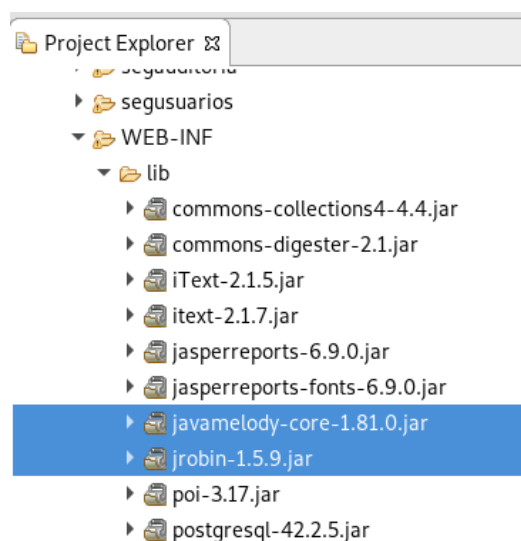 Project Explorer
segusuarios
WEB-INF
lib
commons-collections4-4.4.jar
commons-digester-2.1.jar
iText-2.1.5.jar
itext-2.1.7.jar
jasperreports-6.9.0.jar
jasperreports-fonts-6.9.0.jar
javamelody-core-1.81.0.jar
jrobin-1.5.9.jar
poi-3.17.jar
postgresql-42.2.5.jar